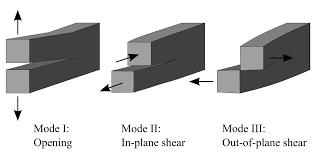 Mode I:
Opening
Mode II:
In-plane shear
Mode III:
Out-of-plane shear